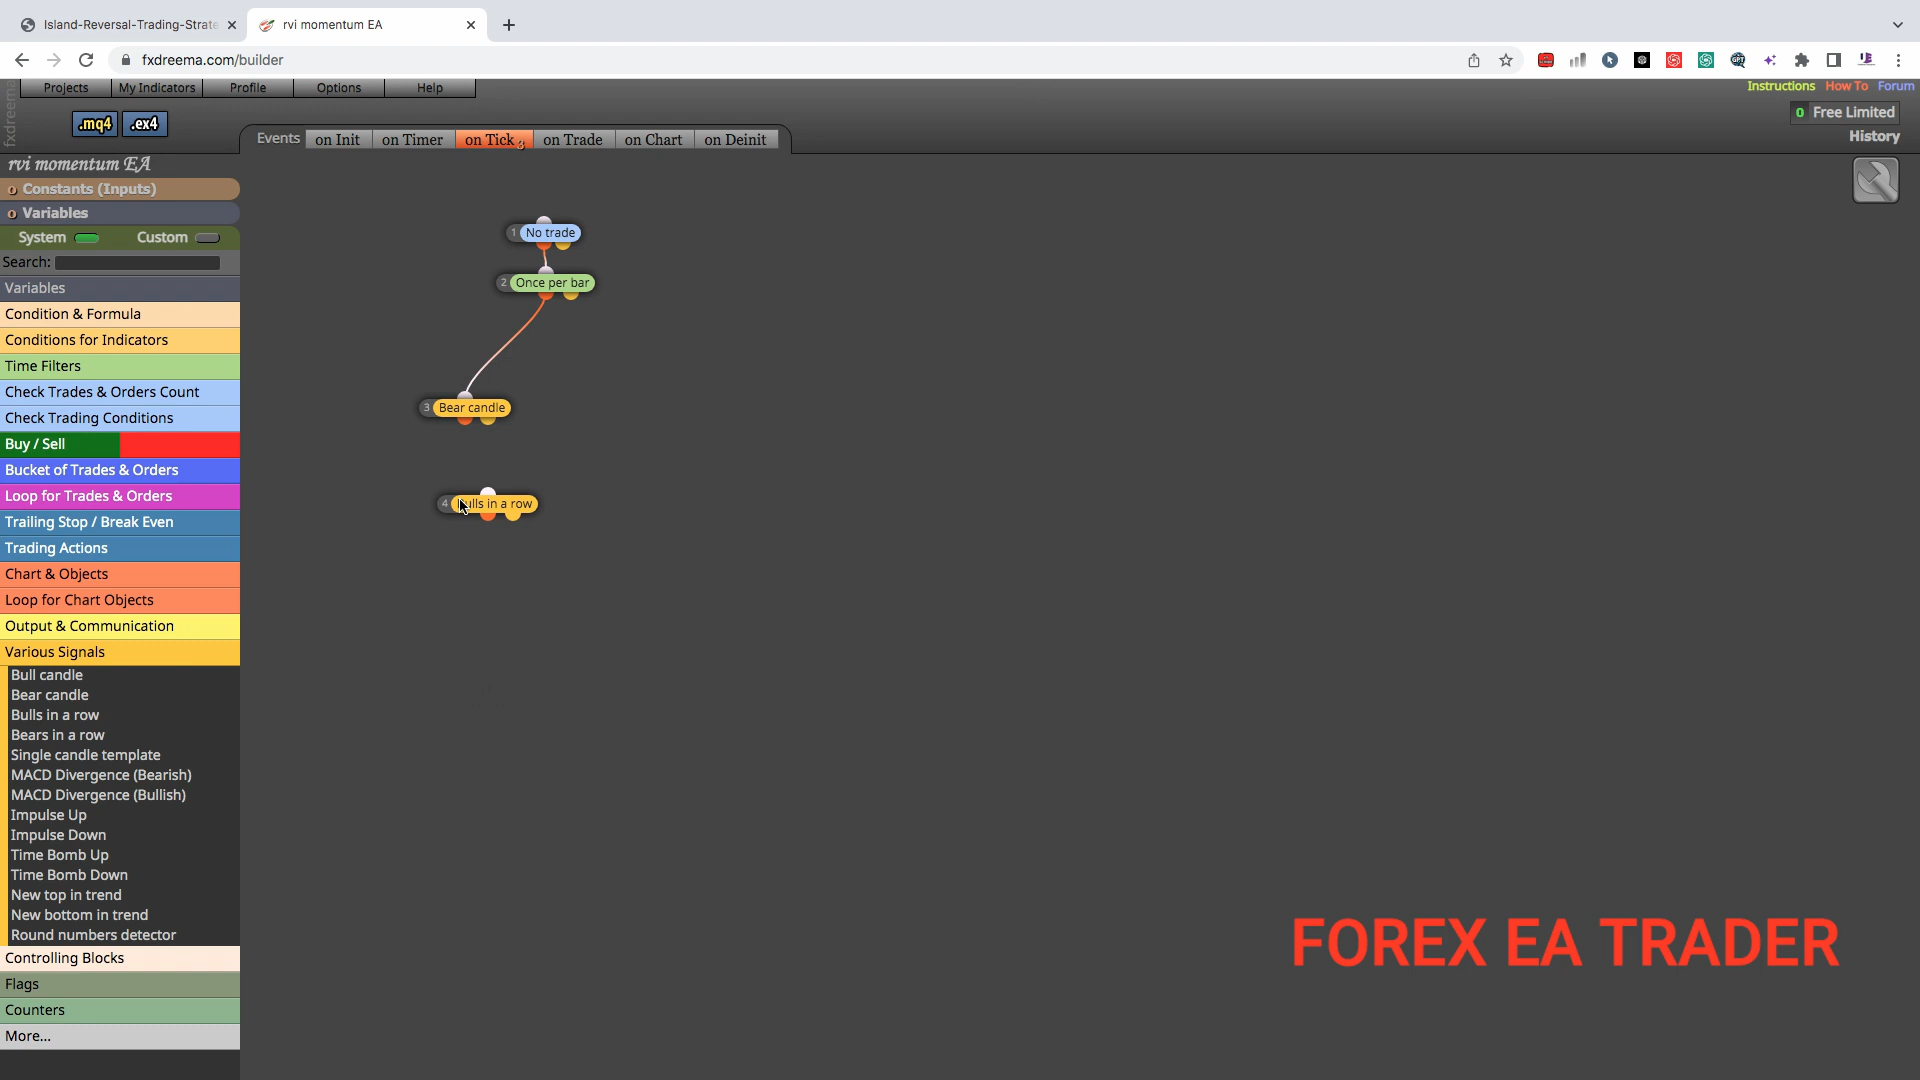 Island-Reversal-Trading-Strate
rvi momentum EA
fxdreema.com/builder
Projects
My Indicators
Profile
Options
Help
Instructions
How To
Forum
fxdreema
.mq4
.ex4
0 Free Limited
Events
on Init
on Timer
on Tick 3
on Trade
on Chart
on Deinit
History
rvi momentum EA
o Constants (Inputs)
o Variables
System
Custom
Search:
Variables
Condition & Formula
Conditions for Indicators
Time Filters
Check Trades & Orders Count
Check Trading Conditions
Buy / Sell
Bucket of Trades & Orders
Loop for Trades & Orders
Trailing Stop / Break Even
Trading Actions
Chart & Objects
Loop for Chart Objects
Output & Communication
Various Signals
Bull candle
Bear candle
Bulls in a row
Bears in a row
Single candle template
MACD Divergence (Bearish)
MACD Divergence (Bullish)
Impulse Up
Impulse Down
Time Bomb Up
Time Bomb Down
New top in trend
New bottom in trend
Round numbers detector
Controlling Blocks
Flags
Counters
More...
1 No trade
2 Once per bar
3 Bear candle
4 Bulls in a row
FOREX EA TRADER